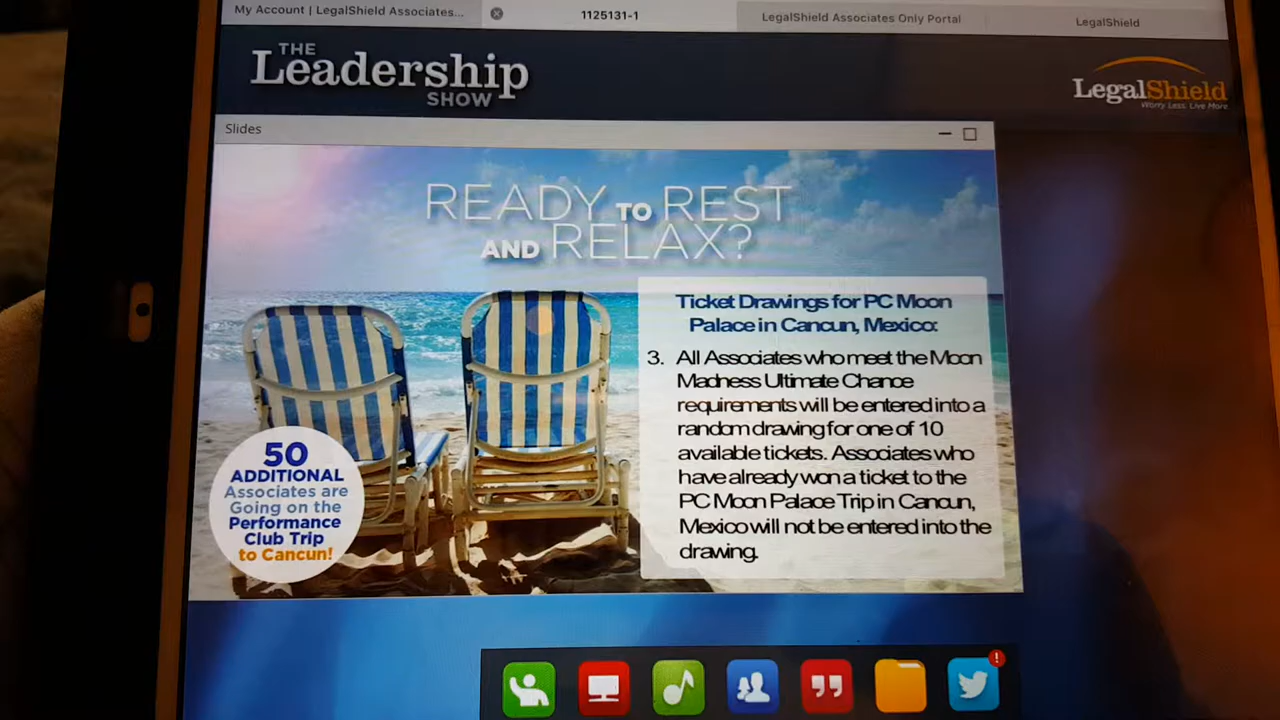 My Account | LegalShield Associates...
1125131-1
LegalShield Associates Only Portal
LegalShield
THE
Leadership
SHOW
LegalShield
Worry Less. Live More.
Slides
READY TO REST
AND RELAX?
Ticket Drawings for PC Moon
Palace in Cancun, Mexico:
3. All Associates who meet the Moon
Madness Ultimate Chance
requirements will be entered into a
random drawing for one of 10
available tickets. Associates who
have already won a ticket to the
PC Moon Palace Trip in Cancun,
Mexico will not be entered into the
drawing.
50
ADDITIONAL
Associates are
Going on the
Performance
Club Trip
to Cancun!